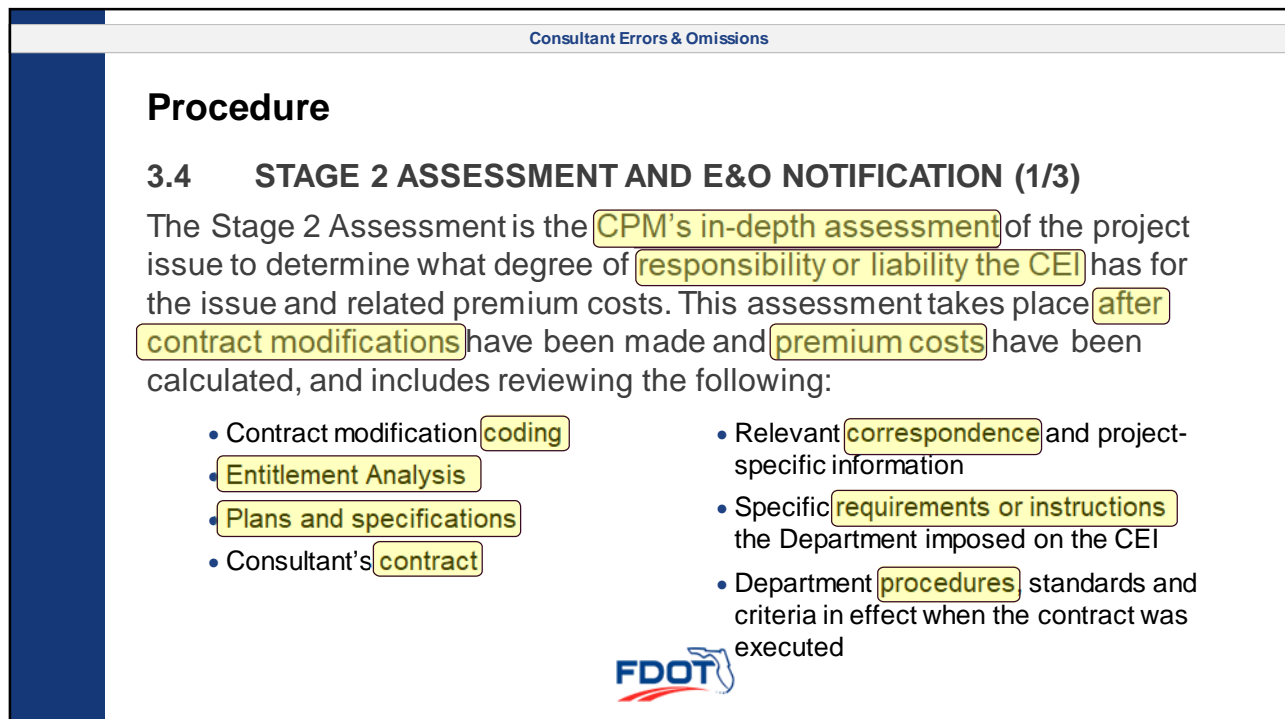 Consultant Errors & Omissions
Procedure
3.4 STAGE 2 ASSESSMENT AND E&O NOTIFICATION (1/3)
The Stage 2 Assessment is the CPM's in-depth assessment of the project
issue to determine what degree of responsibility or liability the CEI has for
the issue and related premium costs. This assessment takes place after
contract modifications have been made and premium costs have been
calculated, and includes reviewing the following:
• Contract modification coding
• Entitlement Analysis
• Plans and specifications
• Consultant's contract
• Relevant correspondence and project-
specific information
• Specific requirements or instructions
the Department imposed on the CEI
• Department procedures, standards and
criteria in effect when the contract was
executed
FDOT